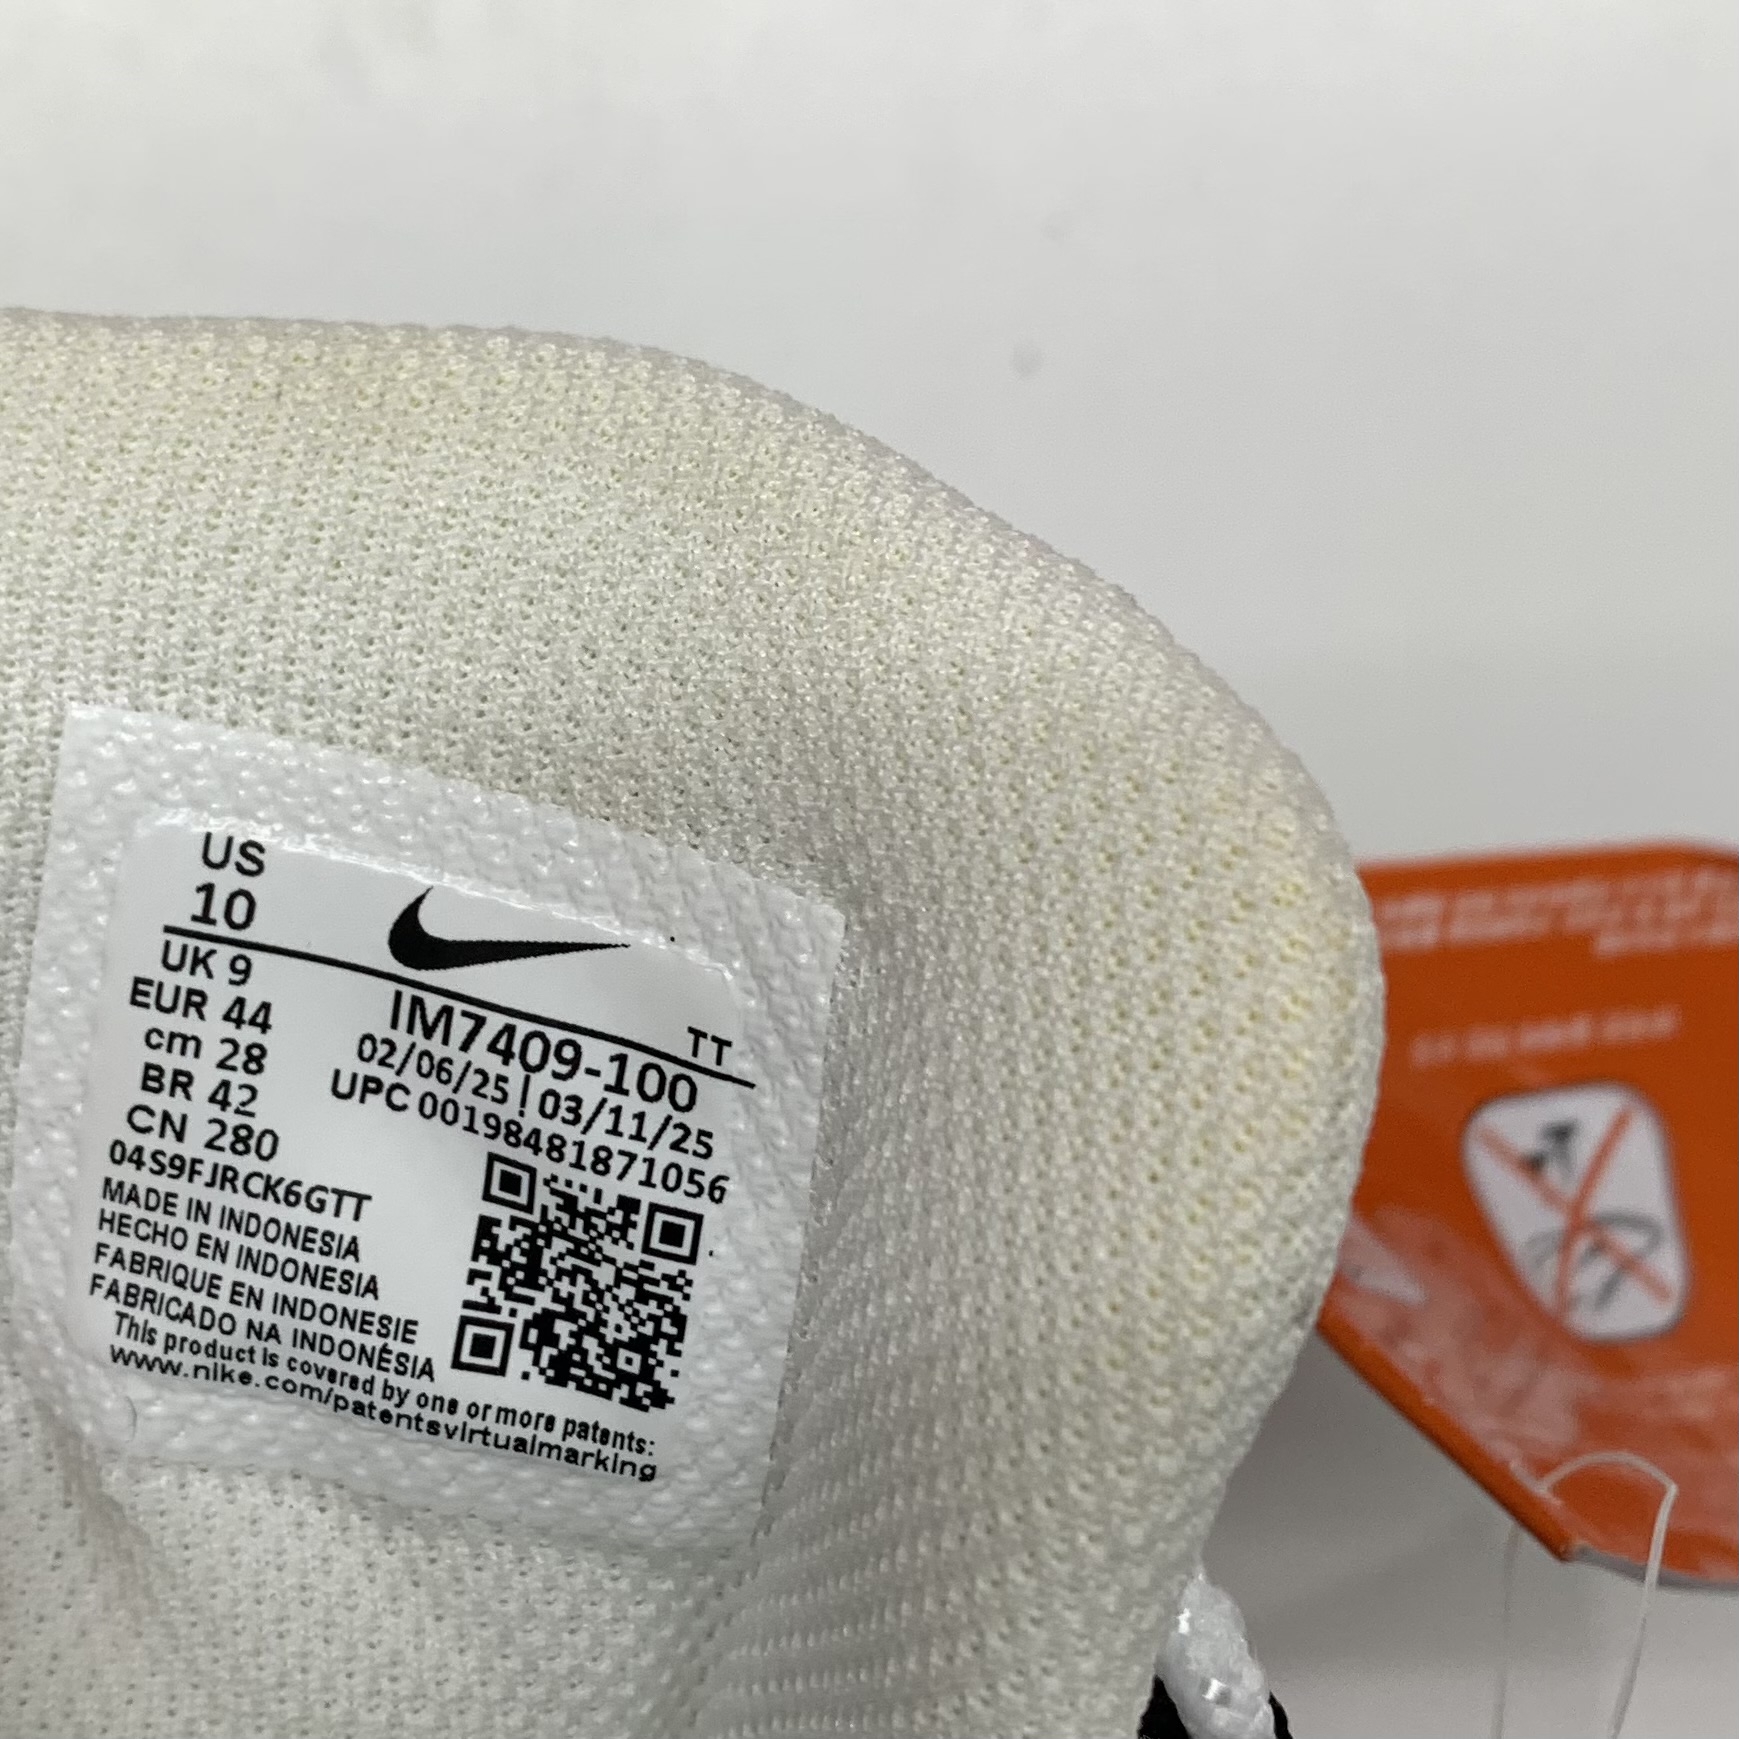 US
10
UK 9
EUR 44
cm 28
BR 42
CN 280
TT
IM7409-100
02/06/25 | 03/11/25
UPC 00198481871056
04S9FJRCK6GTT
MADE IN INDONESIA
HECHO EN INDONESIA
FABRIQUE EN INDONESIE
FABRICADO NA INDONÉSIA
This product is covered by one or more patents:
www.nike.com/patentsvirtualmarking